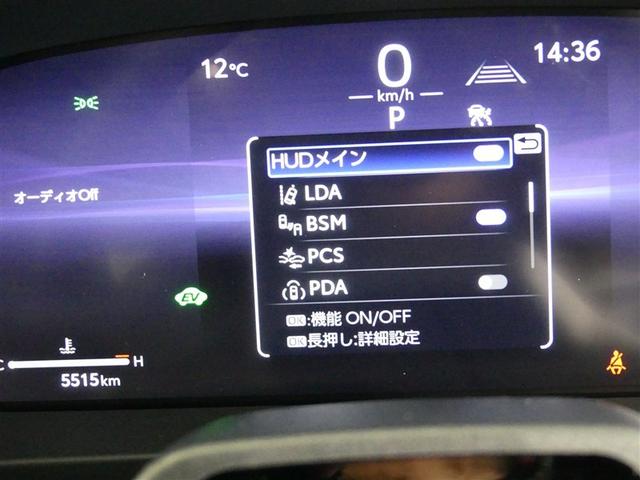 12℃
0
14:36
km/h
P
HUDメイン
オーディオOff
LDA
BSM
PCS
EV
PDA
OK:機能 ON/OFF
OK長押し:詳細設定
C
H
5515km